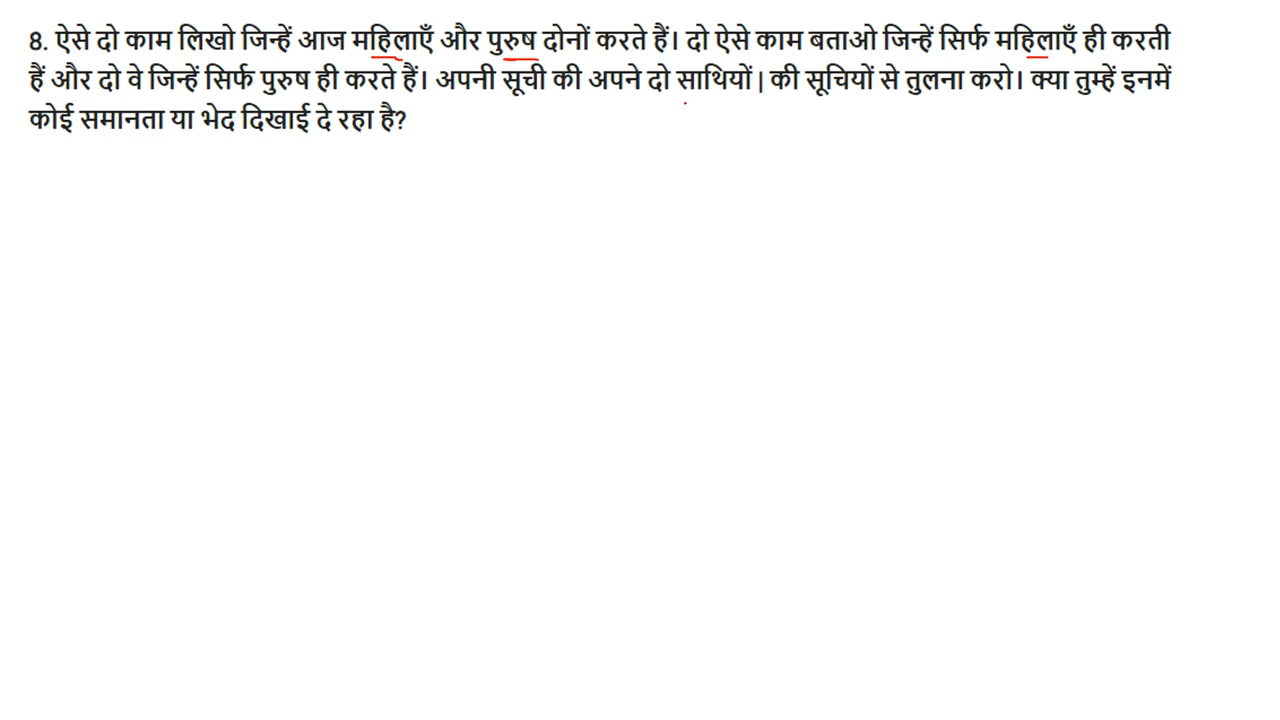 8. ऐसे दो काम लिखो जिन्हें आज महिलाएँ और पुरुष दोनों करते हैं। दो ऐसे काम बताओ जिन्हें सिर्फ महिलाएँ ही करती
हैं और दो वे जिन्हें सिर्फ पुरुष ही करते हैं। अपनी सूची की अपने दो साथियों| की सूचियों से तुलना करो। क्या तुम्हें इनमें
कोई समानता या भेद दिखाई दे रहा है?